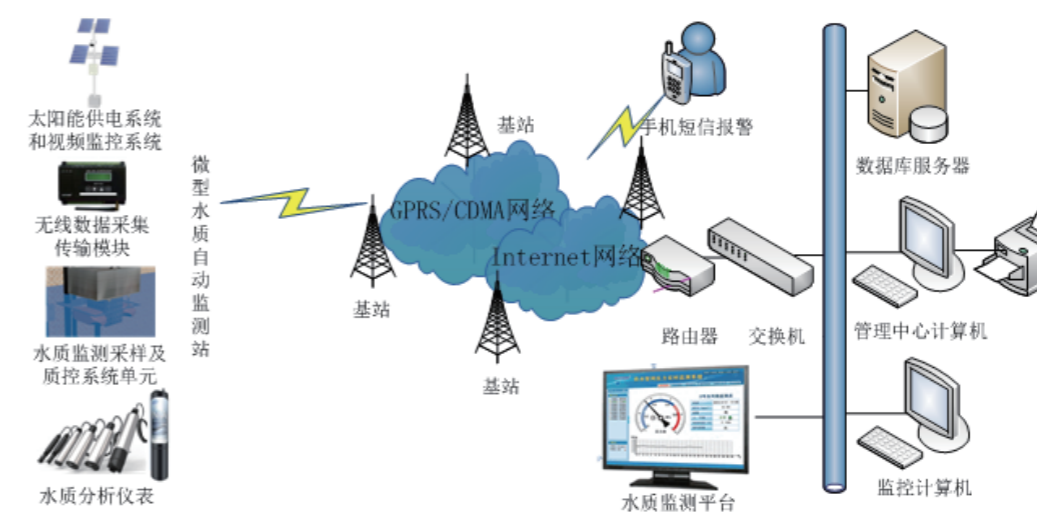 太阳能供电系统
和视频监控系统
无线数据采集
传输模块
水质监测采样及
质控系统单元
水质分析仪表
微型水质自动监测站
基站
GPRS/CDMA网络
Internet网络
基站
基站
手机短信报警
路由器
交换机
水质监测平台
数据库服务器
管理中心计算机
监控计算机